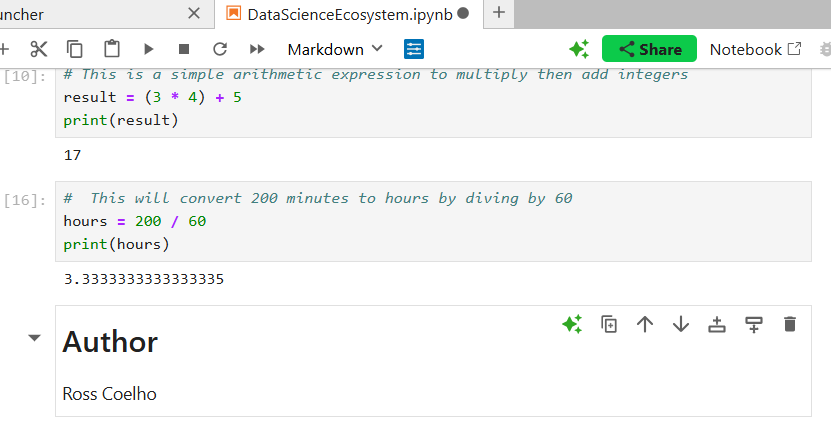 uncher
DataScienceEcosystem.ipynb
Markdown
Share
Notebook
[10]:
# This is a simple arithmetic expression to multiply then add integers
result = (3 * 4) + 5
print(result)
17
[16]:
#  This will convert 200 minutes to hours by diving by 60
hours = 200 / 60
print(hours)
3.3333333333333335
Author
Ross Coelho